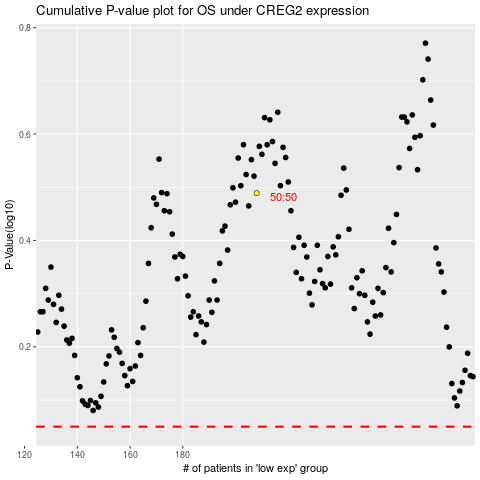 Cumulative P-value plot for OS under CREG2 expression
P-Value(log10)
0.8
0.6
0.4
0.2
50:50
120 140 160 180
# of patients in 'low exp' group